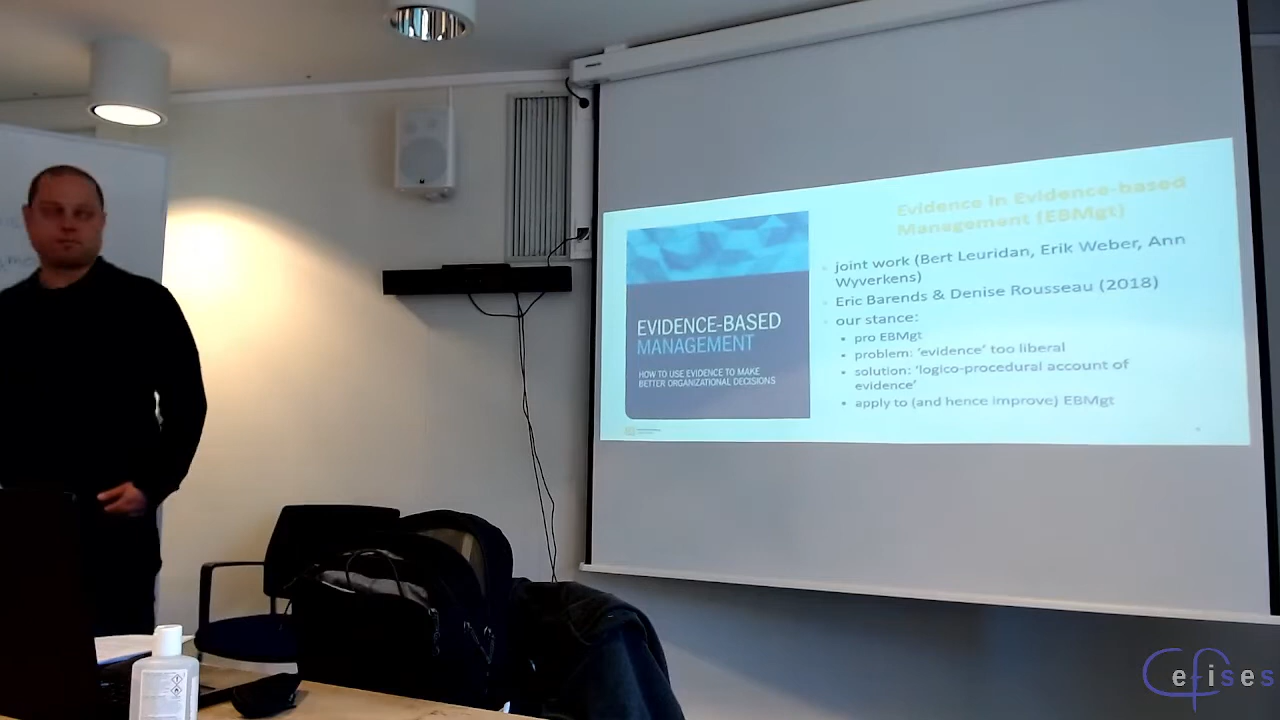 Evidence in Evidence-based
Management (EBMgt)
joint work (Bert Leuridan, Erik Weber, Ann
Wyverkens)
Eric Barends & Denise Rousseau (2018)
our stance:
pro EBMgt
problem: ‘evidence’ too liberal
solution: ‘logico-procedural account of
evidence’
apply to (and hence improve) EBMgt
EVIDENCE-BASED
MANAGEMENT
HOW TO USE EVIDENCE TO MAKE
BETTER ORGANIZATIONAL DECISIONS
Cefises